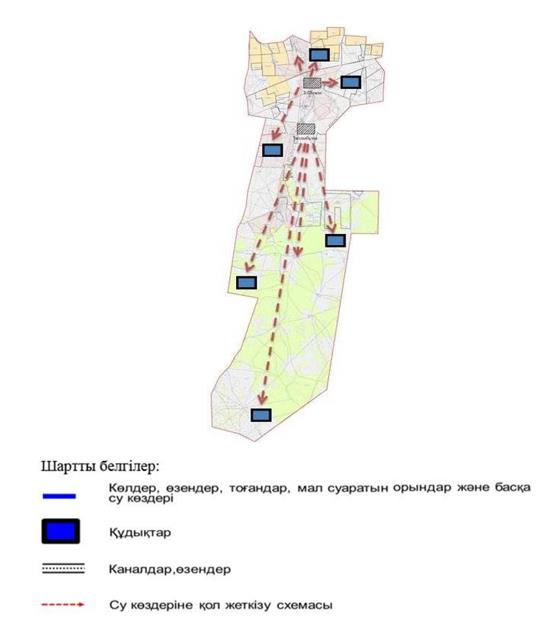 Шартты белгілер:
Көлдер, өзендер, тоғандар, мал суаратын орындар және басқа
су көздері
Құдықтар
Каналдар,өзендер
Су көздеріне қол жеткізу схемасы